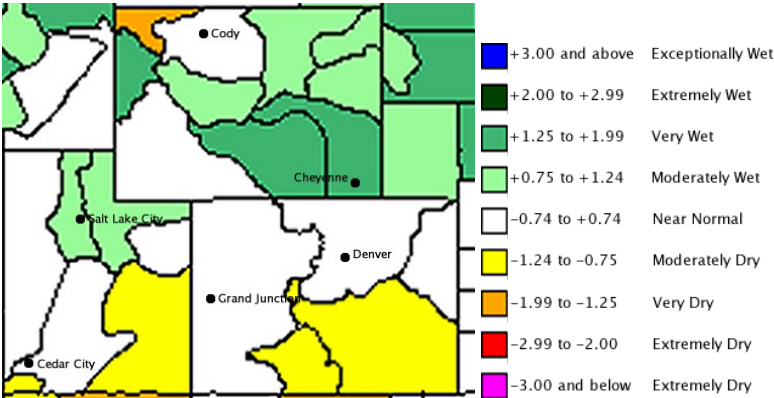 Cody
Cheyenne
Salt Lake City
Denver
Grand Junction
Cedar City
+3.00 and above Exceptionally Wet
+2.00 to +2.99 Extremely Wet
+1.25 to +1.99 Very Wet
+0.75 to +1.24 Moderately Wet
-0.74 to +0.74 Near Normal
-1.24 to -0.75 Moderately Dry
-1.99 to -1.25 Very Dry
-2.99 to -2.00 Extremely Dry
-3.00 and below Extremely Dry